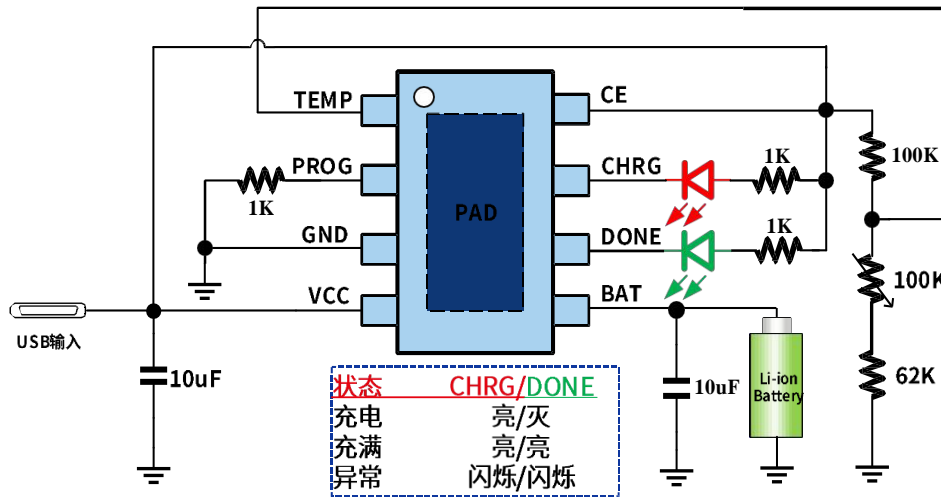 TEMP
CE
PROG
1K
CHRG
1K
100K
PAD
GND
DONE
1K
VCC
BAT
100K
USB输入
10uF
10uF
Li-ion
Battery
62K
状态 CHRG/DONE
充电 亮/灭
充满 亮/亮
异常 闪烁/闪烁